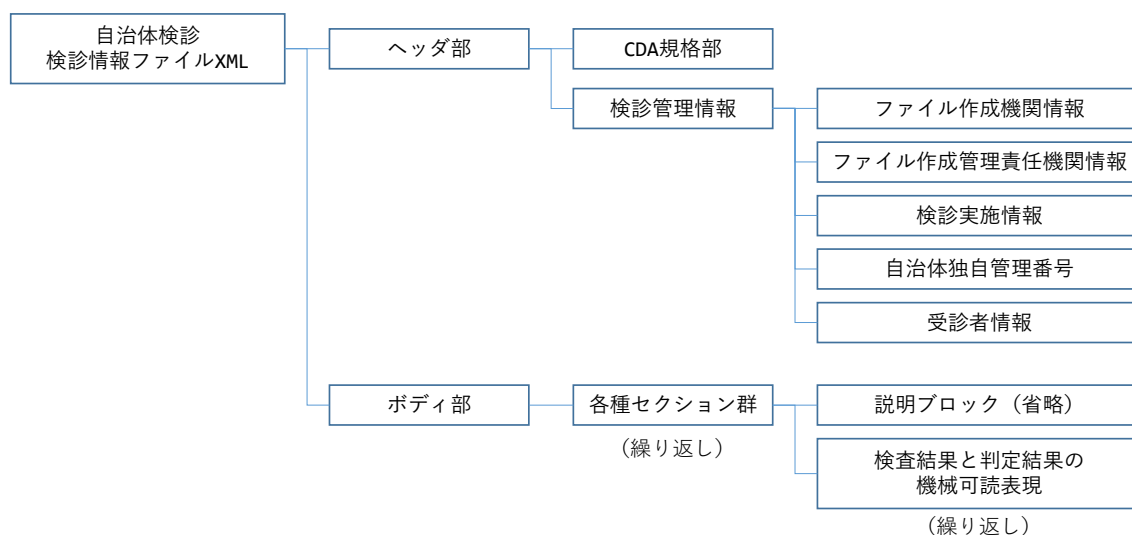 自治体検診
検診情報ファイルXML
ヘッダ部
CDA規格部
検診管理情報
ファイル作成機関情報
ファイル作成管理責任機関情報
検診実施情報
自治体独自管理番号
受診者情報
ボディ部
各種セクション群
(繰り返し)
説明ブロック(省略)
検査結果と判定結果の
機械可読表現
(繰り返し)